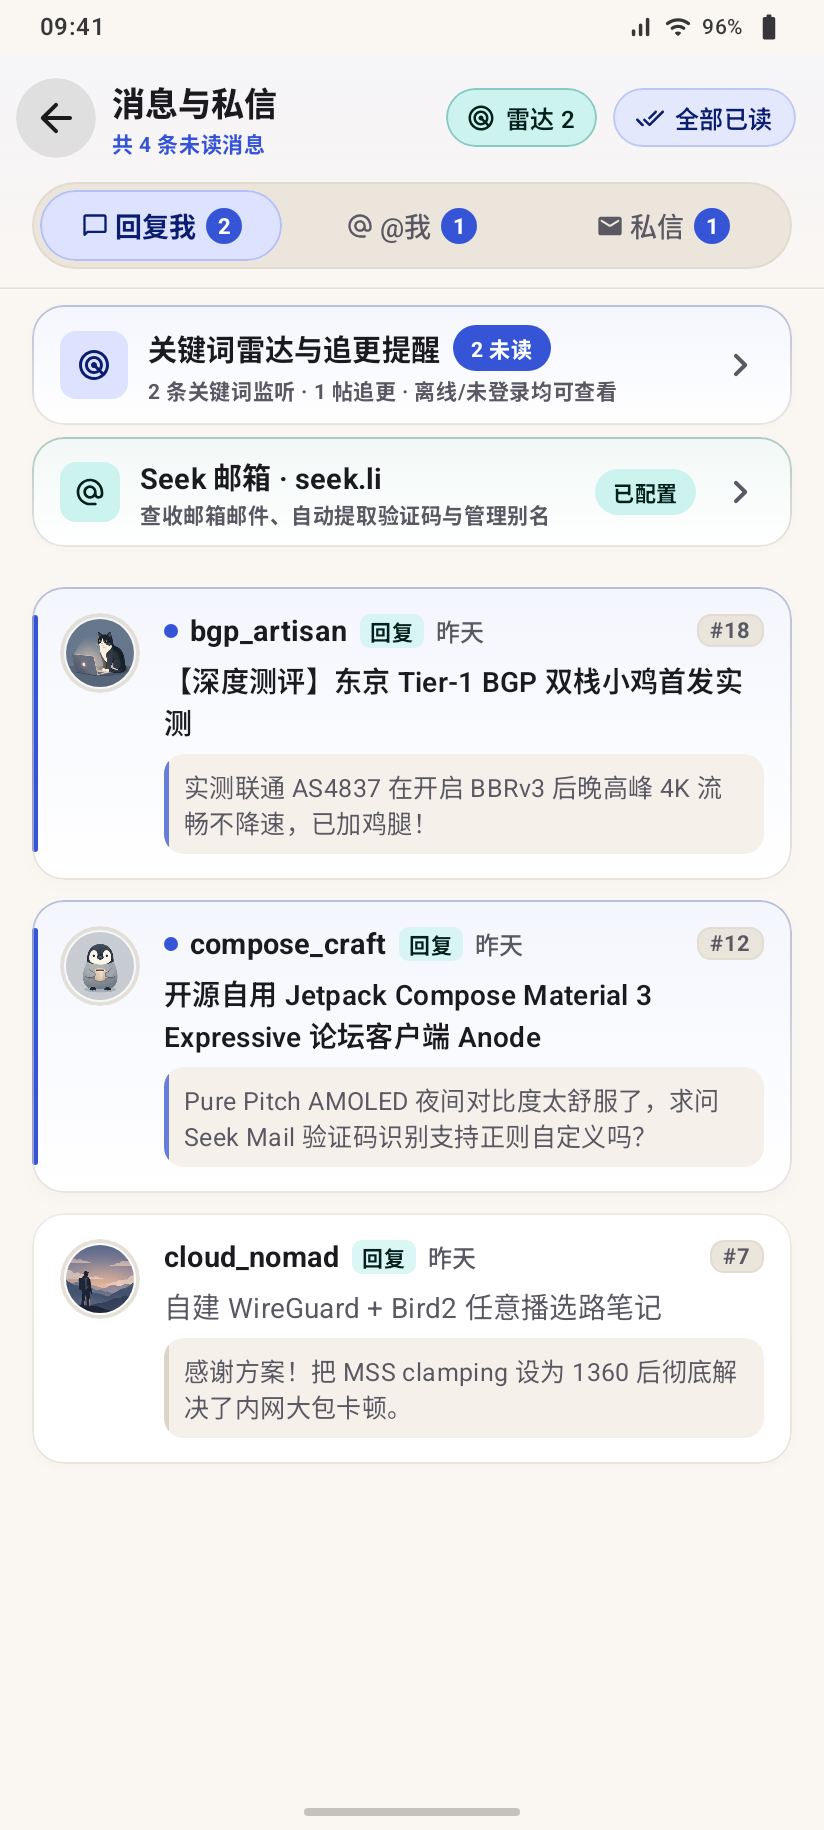 09:41
96%
消息与私信
共 4 条未读消息
雷达 2
全部已读
回复我 2
@我 1
私信 1
关键词雷达与追更提醒 2 未读
2 条关键词监听 · 1 帖追更 · 离线/未登录均可查看
Seek 邮箱 · seek.li
查收邮箱邮件、自动提取验证码与管理别名
已配置
bgp_artisan 回复 昨天 #18
【深度测评】东京 Tier-1 BGP 双栈小鸡首发实
测
实测联通 AS4837 在开启 BBRv3 后晚高峰 4K 流
畅不降速，已加鸡腿！
compose_craft 回复 昨天 #12
开源自用 Jetpack Compose Material 3
Expressive 论坛客户端 Anode
Pure Pitch AMOLED 夜间对比度太舒服了，求问
Seek Mail 验证码识别支持正则自定义吗？
cloud_nomad 回复 昨天 #7
自建 WireGuard + Bird2 任意播选路笔记
感谢方案！把 MSS clamping 设为 1360 后彻底解
决了内网大包卡顿。